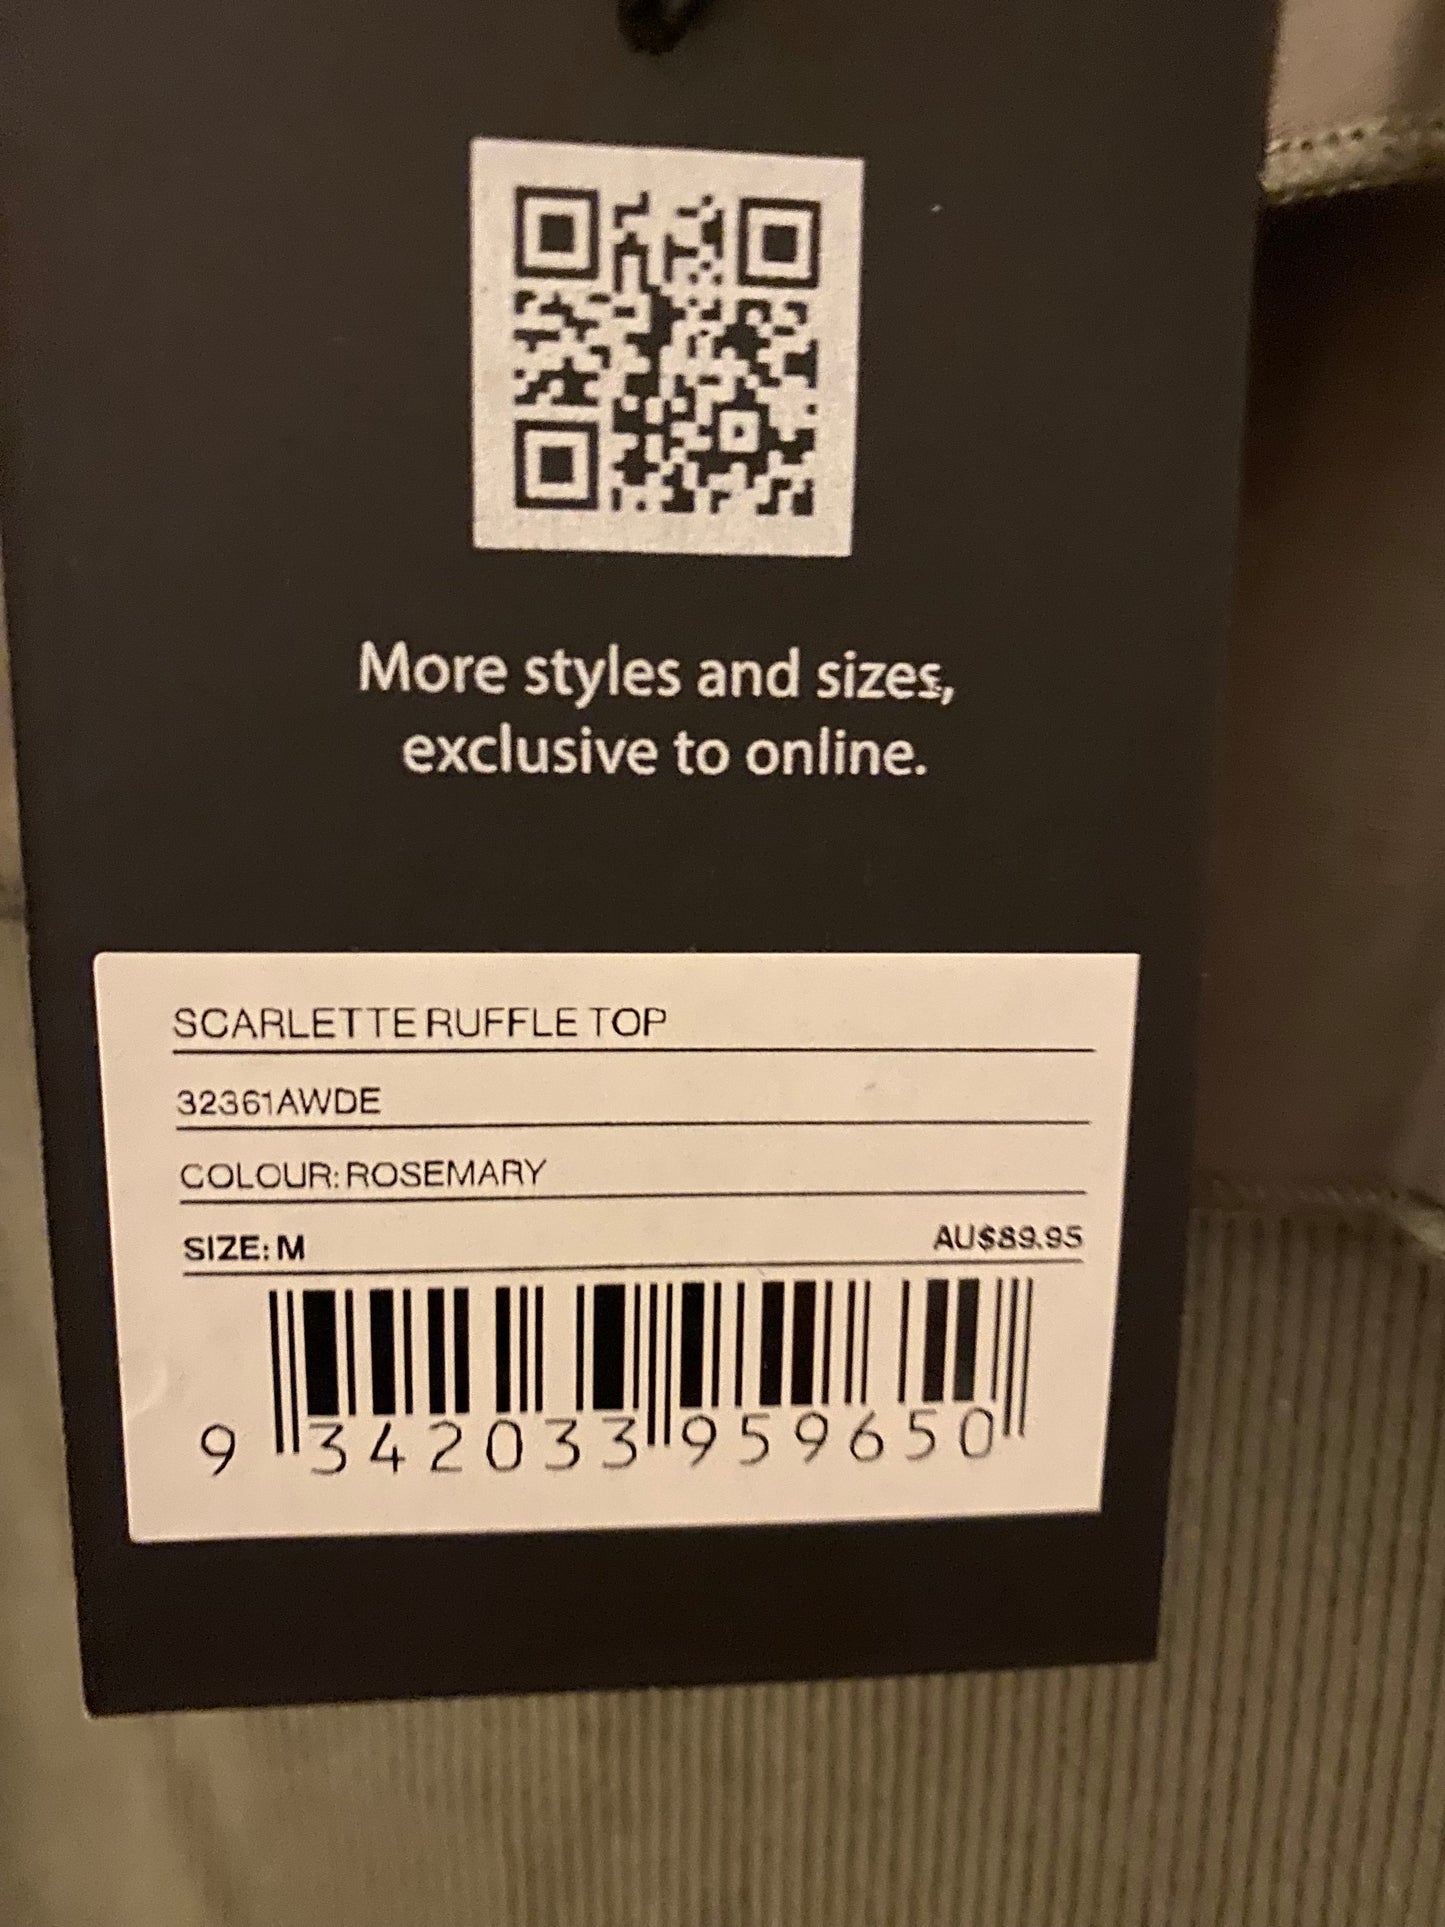 More styles and sizes,
exclusive to online.
SCARLETTE RUFFLE TOP
32361AWDE
COLOUR: ROSEMARY
SIZE: M AU$89.95
9 342033 959650